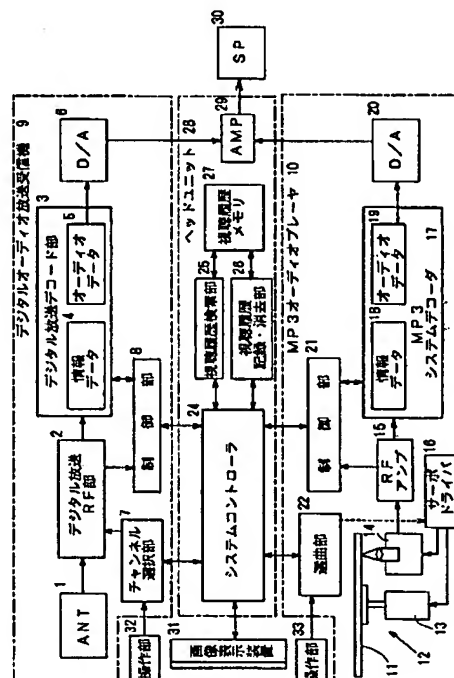 デジタルオーディオ放送受信機 9
デジタル放送デコード部 3
情報データ 4
オーディオデータ 5
D/A 6
デジタル放送RF部 2
ANT 1
チャンネル選択部 7
制御部 8
操作部 32
ヘッドユニット 28
システムコントローラ 24
視聴履歴検索部 25
視聴履歴記録・消去部 26
視聴履歴メモリ 27
AMP 29
SP 30
画像表示装置 31
MP3オーディオプレーヤ 10
MP3システムデコーダ 17
情報データ 18
オーディオデータ 19
D/A 20
制御部 21
選曲部 22
操作部 33
RFアンプ 15
サーボドライバ 16
11
12
13
4